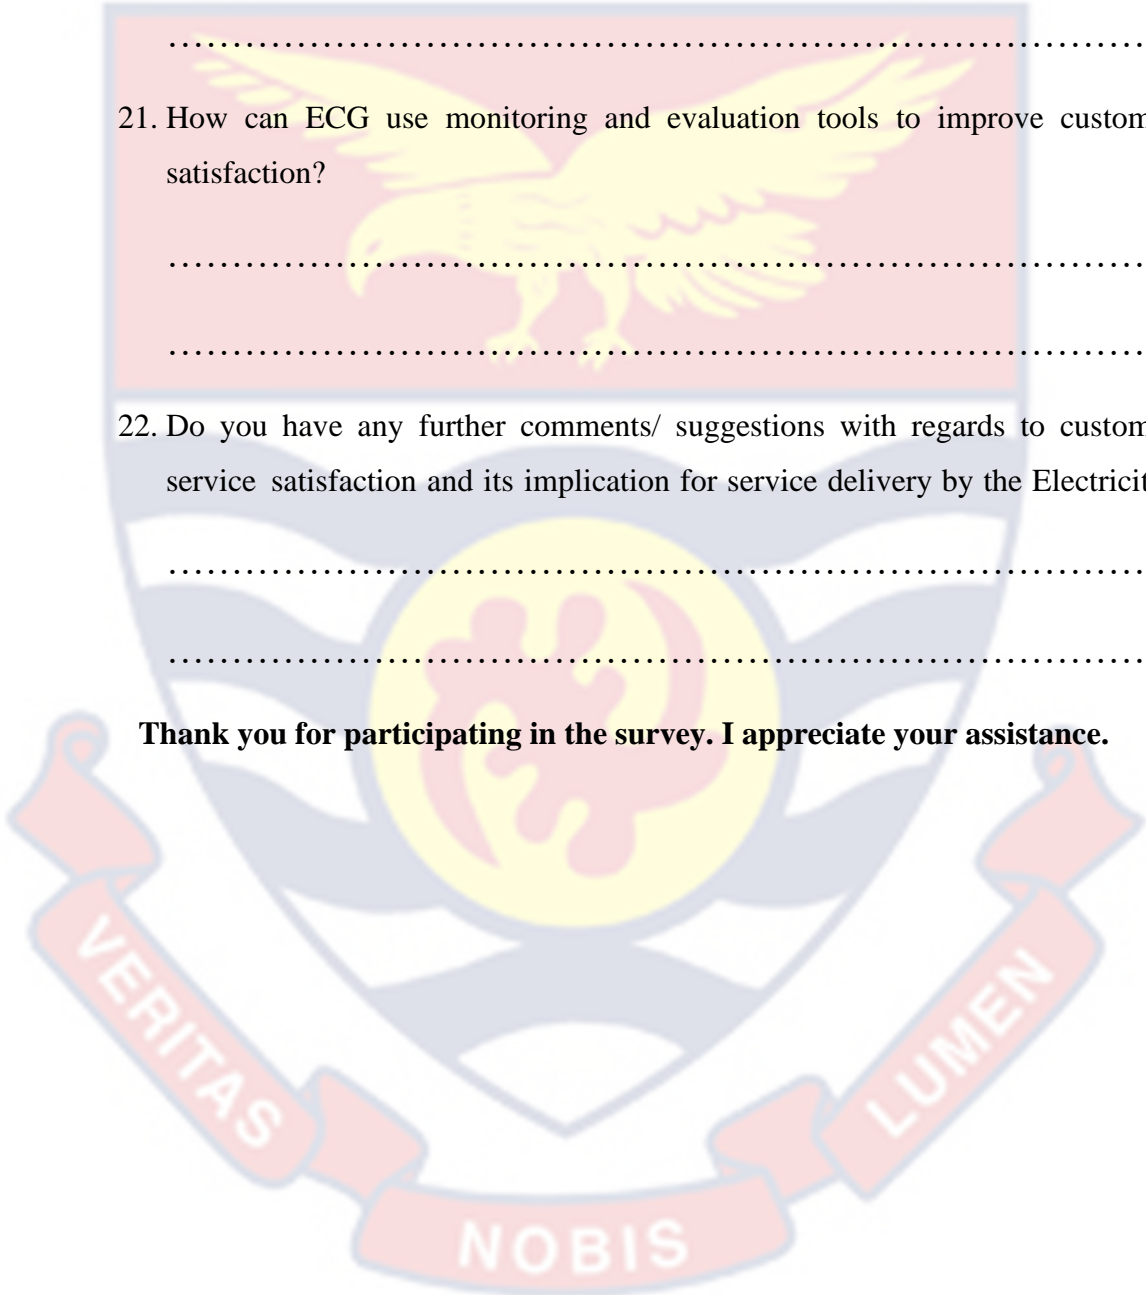 ……………………………………………………………………………
21. How can ECG use monitoring and evaluation tools to improve custom
satisfaction?
……………………………………………………………………………
……………………………………………………………………………
22. Do you have any further comments/ suggestions with regards to custom
service satisfaction and its implication for service delivery by the Electricit
……………………………………………………………………………
……………………………………………………………………………
Thank you for participating in the survey. I appreciate your assistance.
VERITAS
NOBIS
LUMEN